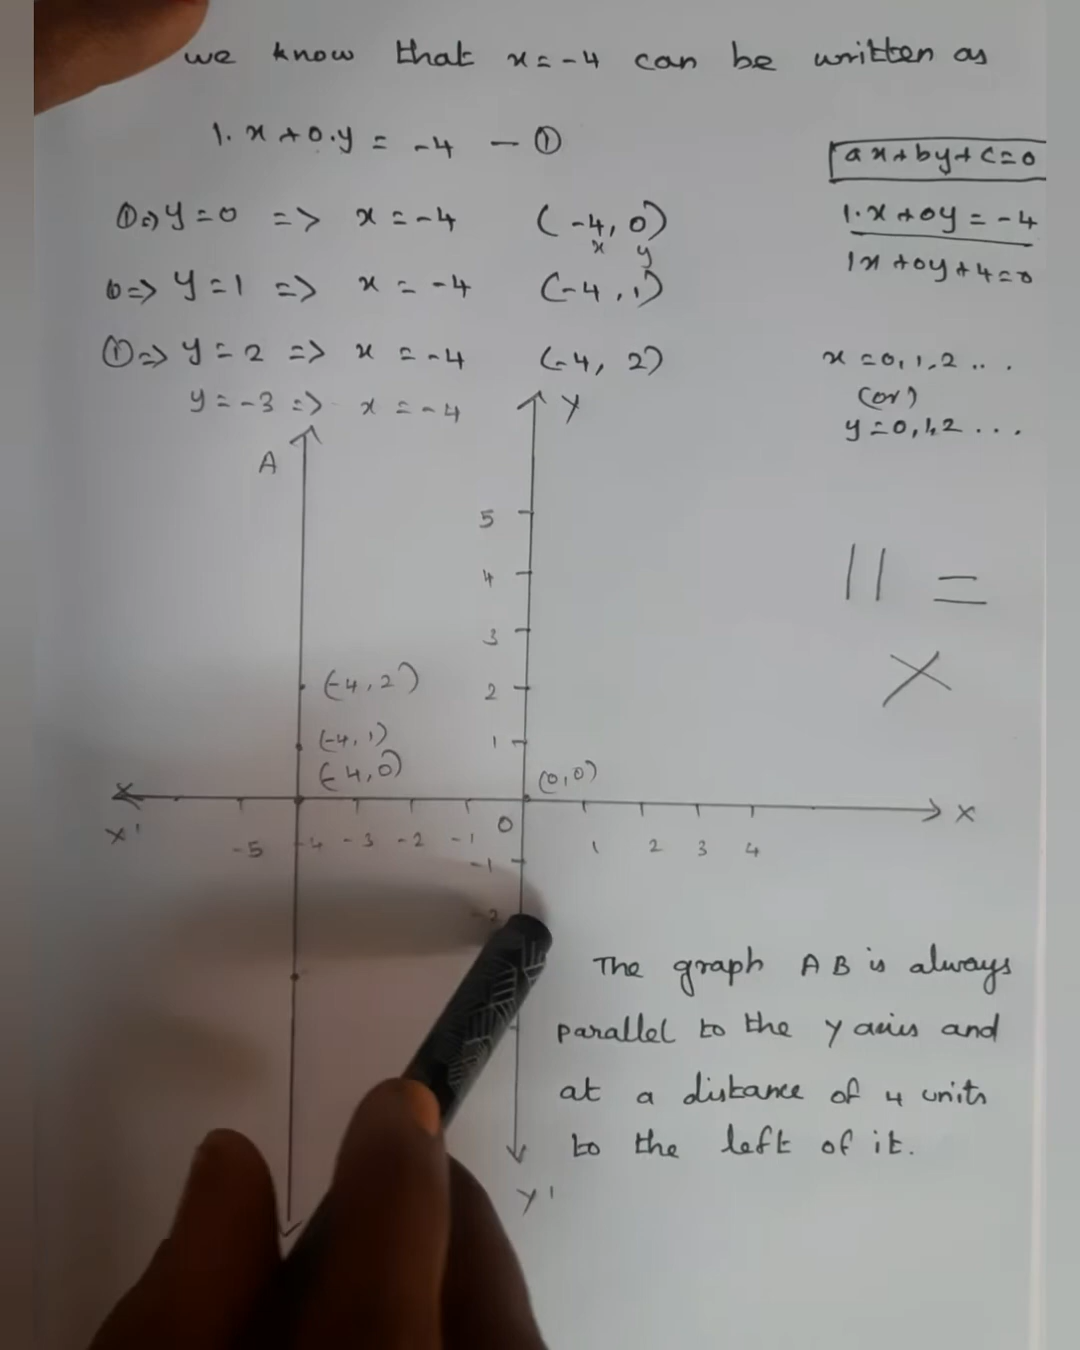 we know that x = -4 can be written as
1. x + 0.y = -4 — ①
ax + by + c = 0
① => y = 0 => x = -4 (-4, 0)
x y
1.x + 0y = -4
1x + 0y + 4 = 0
① => y = 1 => x = -4 (-4, 1)
① => y = 2 => x = -4 (-4, 2)
x = 0, 1, 2 ...
(or)
y = 0, 1, 2 ...
y = -3 => x = -4
Y
A
5
4
3
|| =
2
(-4, 2)
1
(-4, 1)
(-4, 0)
(0, 0)
X' -5 -4 -3 -2 -1 0 1 2 3 4 X
-1
-2
The graph AB is always
parallel to the y axis and
at a distance of 4 units
to the left of it.
Y'